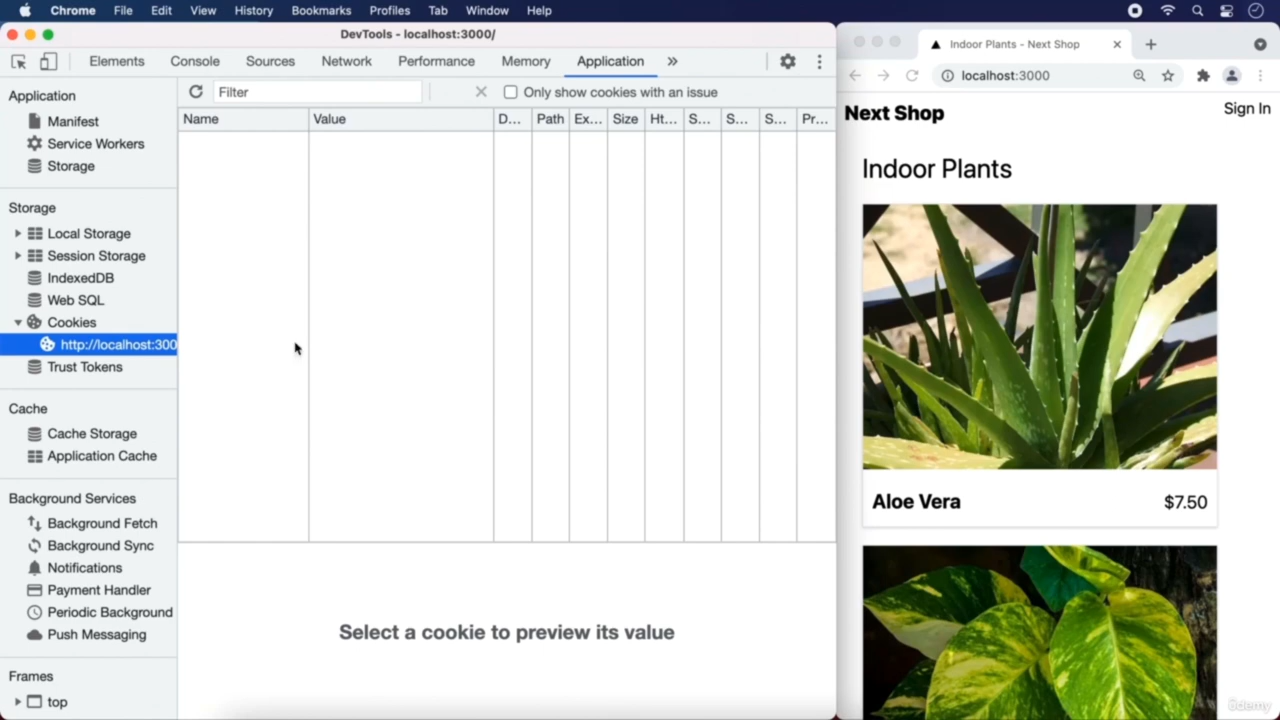 Chrome File Edit View History Bookmarks Profiles Tab Window Help
DevTools - localhost:3000/
Elements Console Sources Network Performance Memory Application »
Application
Manifest
Service Workers
Storage
Storage
Local Storage
Session Storage
IndexedDB
Web SQL
Cookies
http://localhost:300
Trust Tokens
Cache
Cache Storage
Application Cache
Background Services
Background Fetch
Background Sync
Notifications
Payment Handler
Periodic Background
Push Messaging
Frames
top
Filter Only show cookies with an issue
Name Value D... Path Ex... Size Ht... S... S... S... Pr...
Select a cookie to preview its value
Indoor Plants - Next Shop
localhost:3000
Next Shop Sign In
Indoor Plants
Aloe Vera $7.50
ûdemy